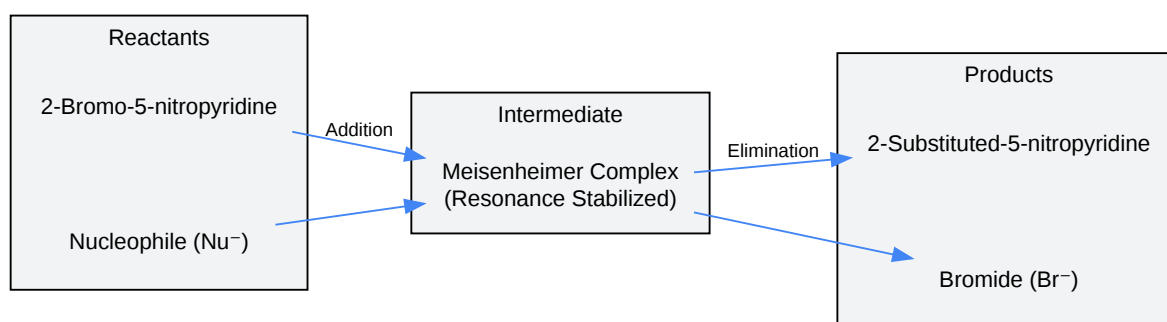 Reactants
2-Bromo-5-nitropyridine
Nucleophile (Nu⁻)
Addition
Intermediate
Meisenheimer Complex
(Resonance Stabilized)
Elimination
Products
2-Substituted-5-nitropyridine
Bromide (Br⁻)